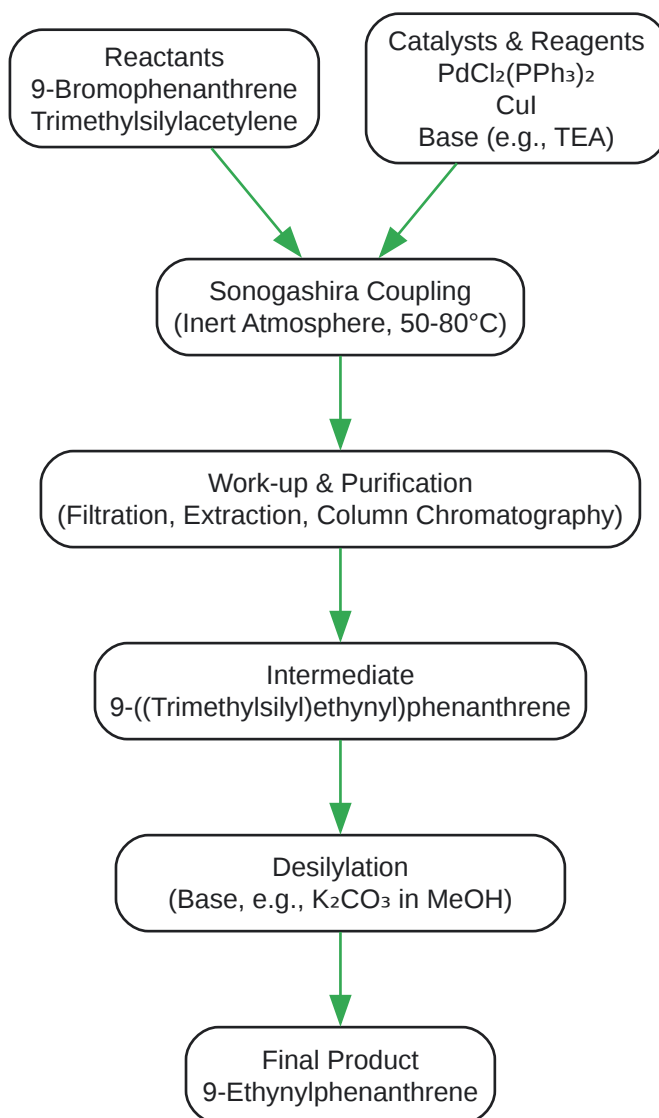 Reactants
9-Bromophenanthrene
Trimethylsilylacetylene
Catalysts & Reagents
PdCl₂(PPh₃)₂
CuI
Base (e.g., TEA)
Sonogashira Coupling
(Inert Atmosphere, 50-80°C)
Work-up & Purification
(Filtration, Extraction, Column Chromatography)
Intermediate
9-((Trimethylsilyl)ethynyl)phenanthrene
Desilylation
(Base, e.g., K₂CO₃ in MeOH)
Final Product
9-Ethynylphenanthrene